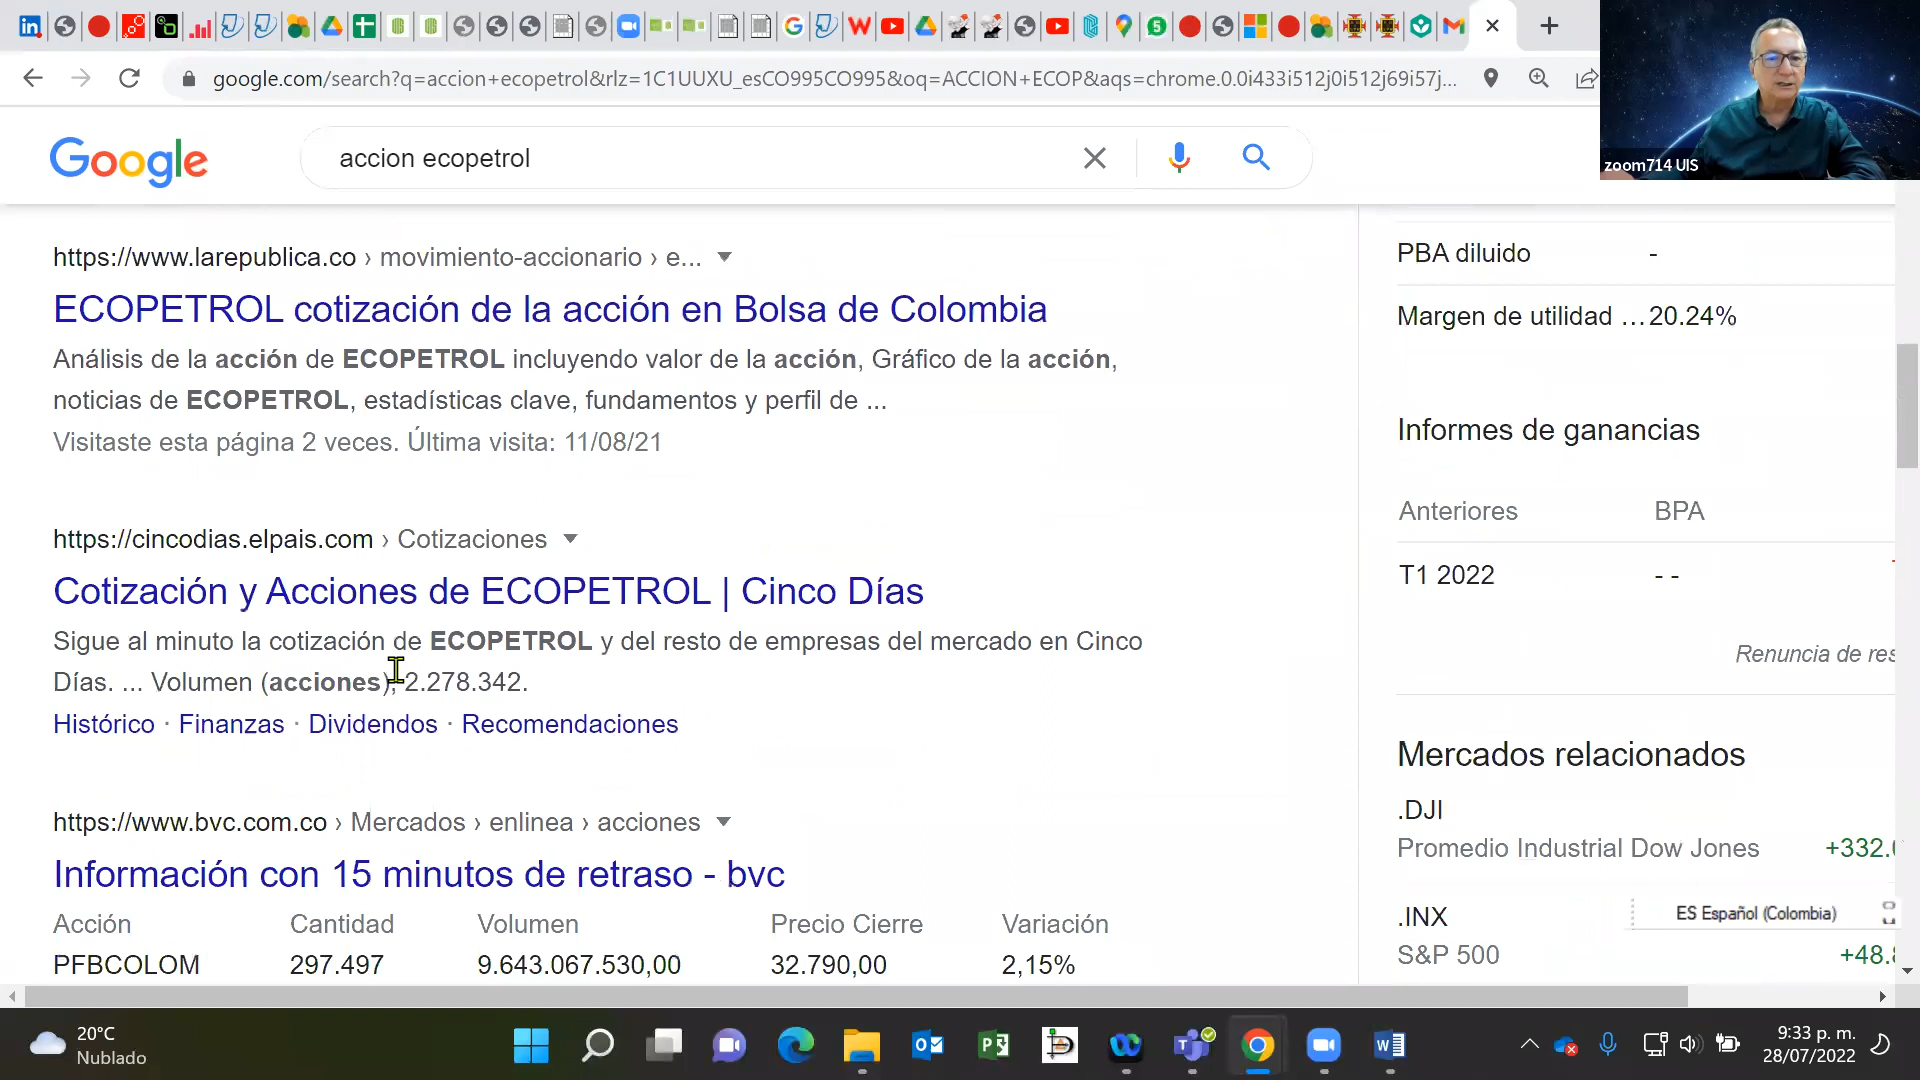 google.com/search?q=accion+ecopetrol&rlz=1C1UUXU_esCO995CO995&oq=ACCION+ECOP&aqs=chrome.0.0i433i512j0i512j69i57j...
Google
accion ecopetrol
zoom714 UIS
https://www.larepublica.co › movimiento-accionario › e...
ECOPETROL cotización de la acción en Bolsa de Colombia
Análisis de la acción de ECOPETROL incluyendo valor de la acción, Gráfico de la acción,
noticias de ECOPETROL, estadísticas clave, fundamentos y perfil de ...
Visitaste esta página 2 veces. Última visita: 11/08/21
https://cincodias.elpais.com › Cotizaciones
Cotización y Acciones de ECOPETROL | Cinco Días
Sigue al minuto la cotización de ECOPETROL y del resto de empresas del mercado en Cinco
Días. ... Volumen (acciones), 2.278.342.
Histórico · Finanzas · Dividendos · Recomendaciones
https://www.bvc.com.co › Mercados › enlinea › acciones
Información con 15 minutos de retraso - bvc
Acción Cantidad Volumen Precio Cierre Variación
PFBCOLOM 297.497 9.643.067.530,00 32.790,00 2,15%
PBA diluido -
Margen de utilidad ... 20.24%
Informes de ganancias
Anteriores BPA
T1 2022 - -
Renuncia de res
Mercados relacionados
.DJI
Promedio Industrial Dow Jones +332.
.INX
ES Español (Colombia)
S&P 500 +48.
20°C
Nublado
9:33 p. m.
28/07/2022